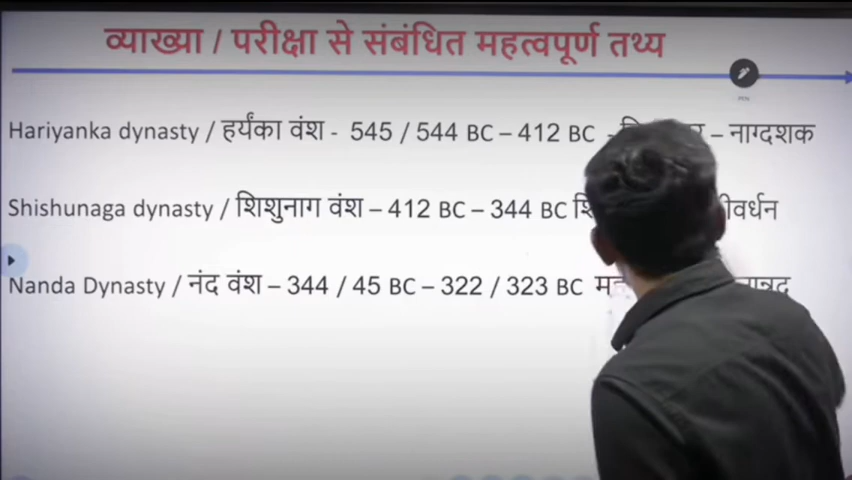 व्याख्या / परीक्षा से संबंधित महत्वपूर्ण तथ्य
Hariyanka dynasty / हर्यंका वंश - 545 / 544 BC – 412 BC - – नाग्दशक
Shishunaga dynasty / शिशुनाग वंश – 412 BC – 344 BC
Nanda Dynasty / नंद वंश – 344 / 45 BC – 322 / 323 BC